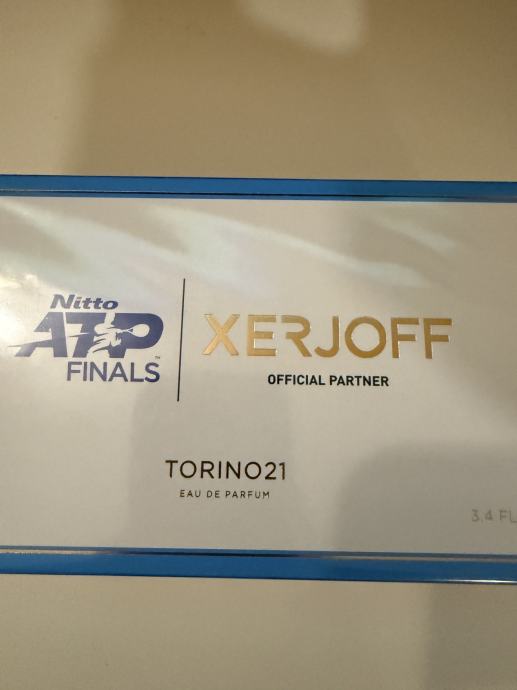 Nitto
ATP
FINALS
XERJOFF
OFFICIAL PARTNER
TORINO21
EAU DE PARFUM
3.4 FL